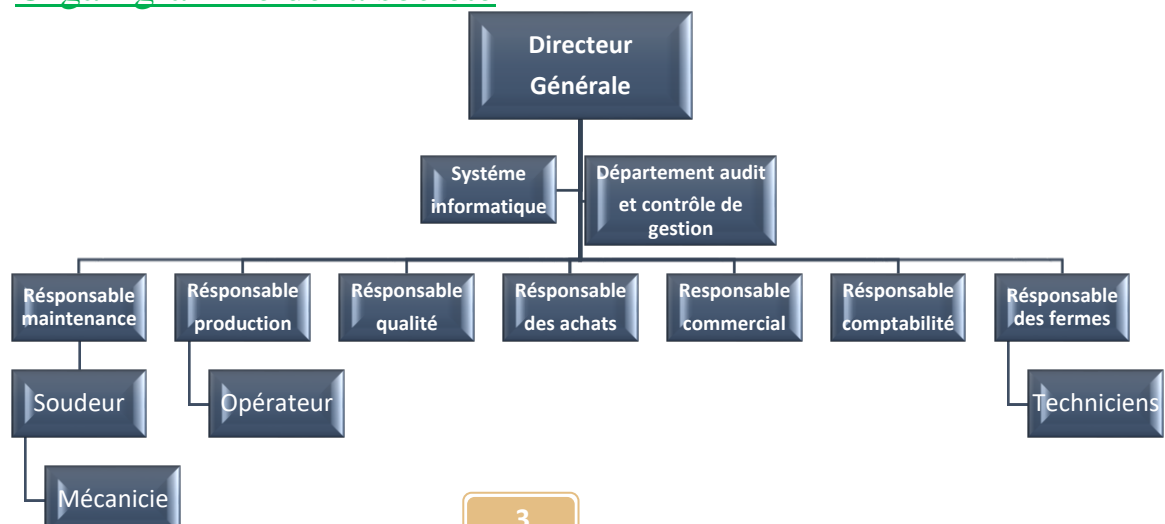 Directeur
Générale
Systéme
informatique
Département audit
et contrôle de
gestion
Résponsable
maintenance
Résponsable
production
Résponsable
qualité
Résponsable
des achats
Responsable
commercial
Résponsable
comptabilité
Résponsable
des fermes
Soudeur
Opérateur
Techniciens
Mécanicie
3